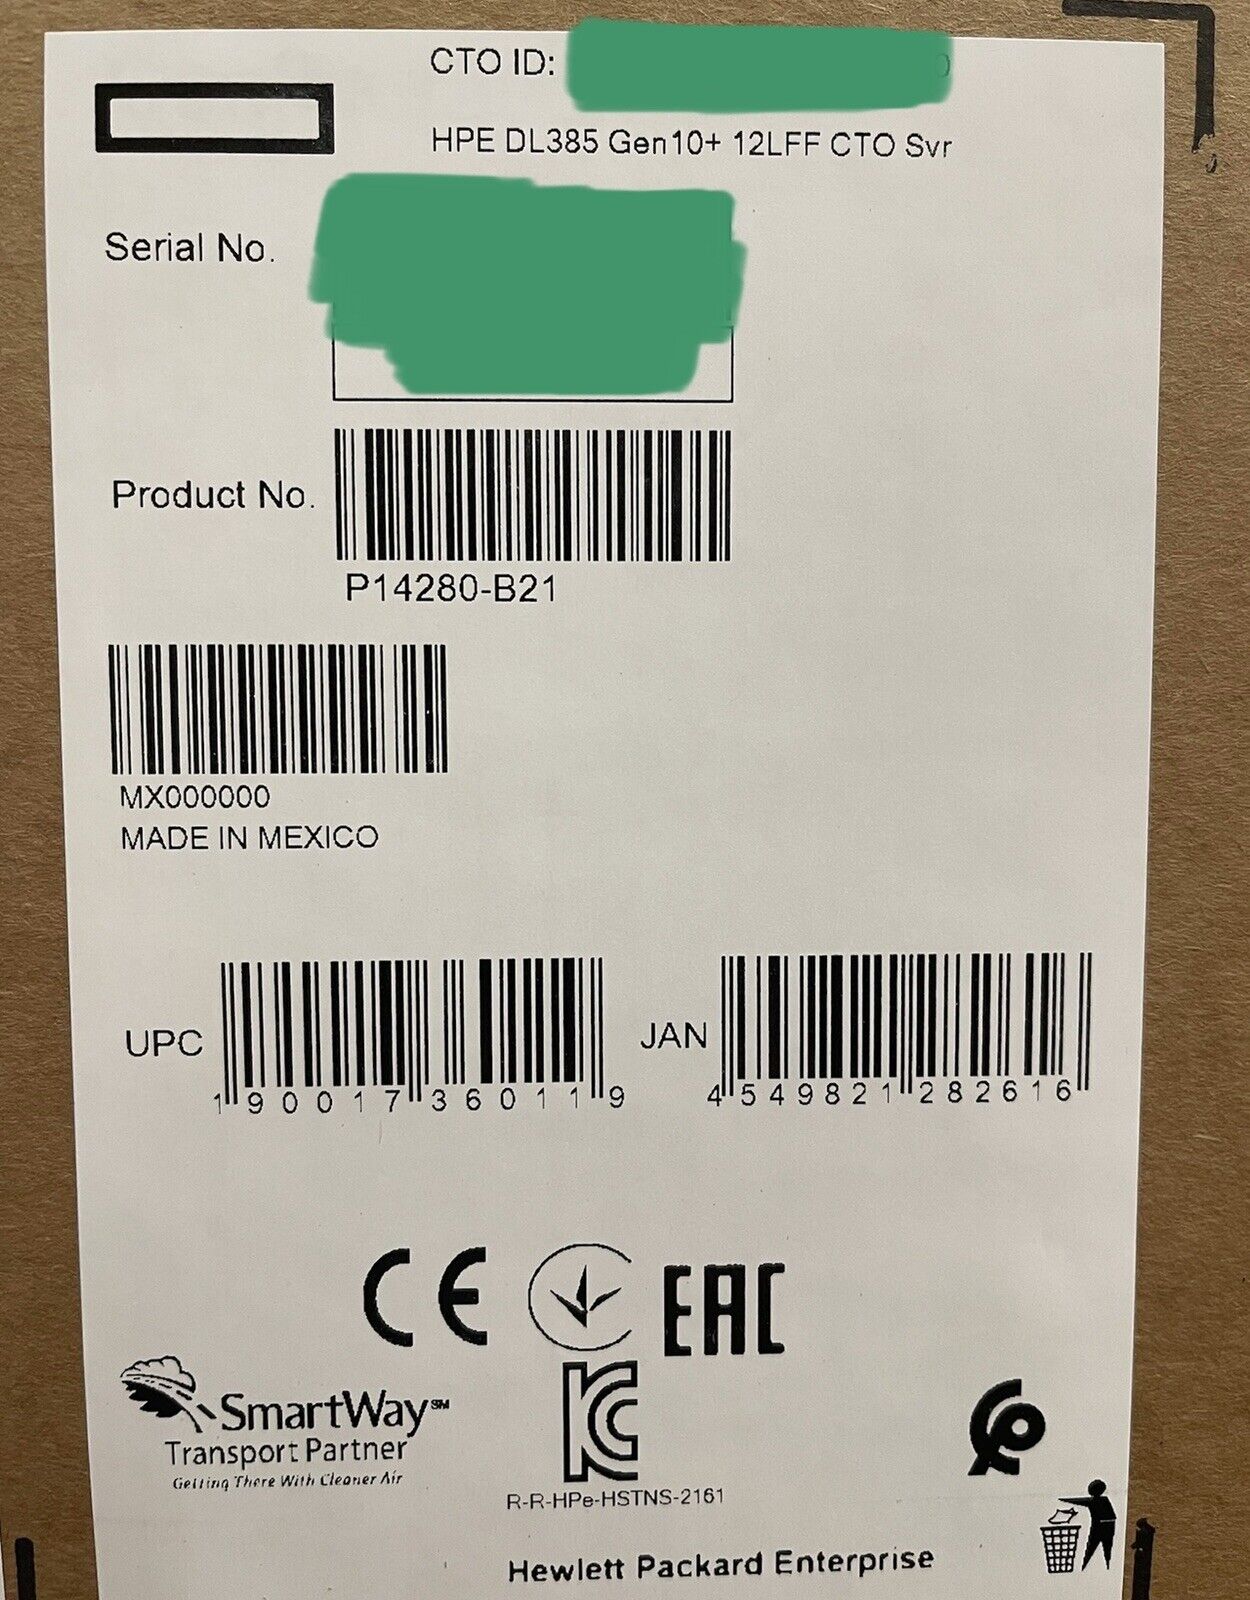 CTO ID:
HPE DL385 Gen10+ 12LFF CTO Svr
Serial No.
Product No.
P14280-B21
MX000000
MADE IN MEXICO
UPC
1 90017 36011 9
JAN
4 549821 282616
CE
EAC
SmartWay℠
Transport Partner
Getting There With Cleaner Air
KC
R-R-HPe-HSTNS-2161
Hewlett Packard Enterprise